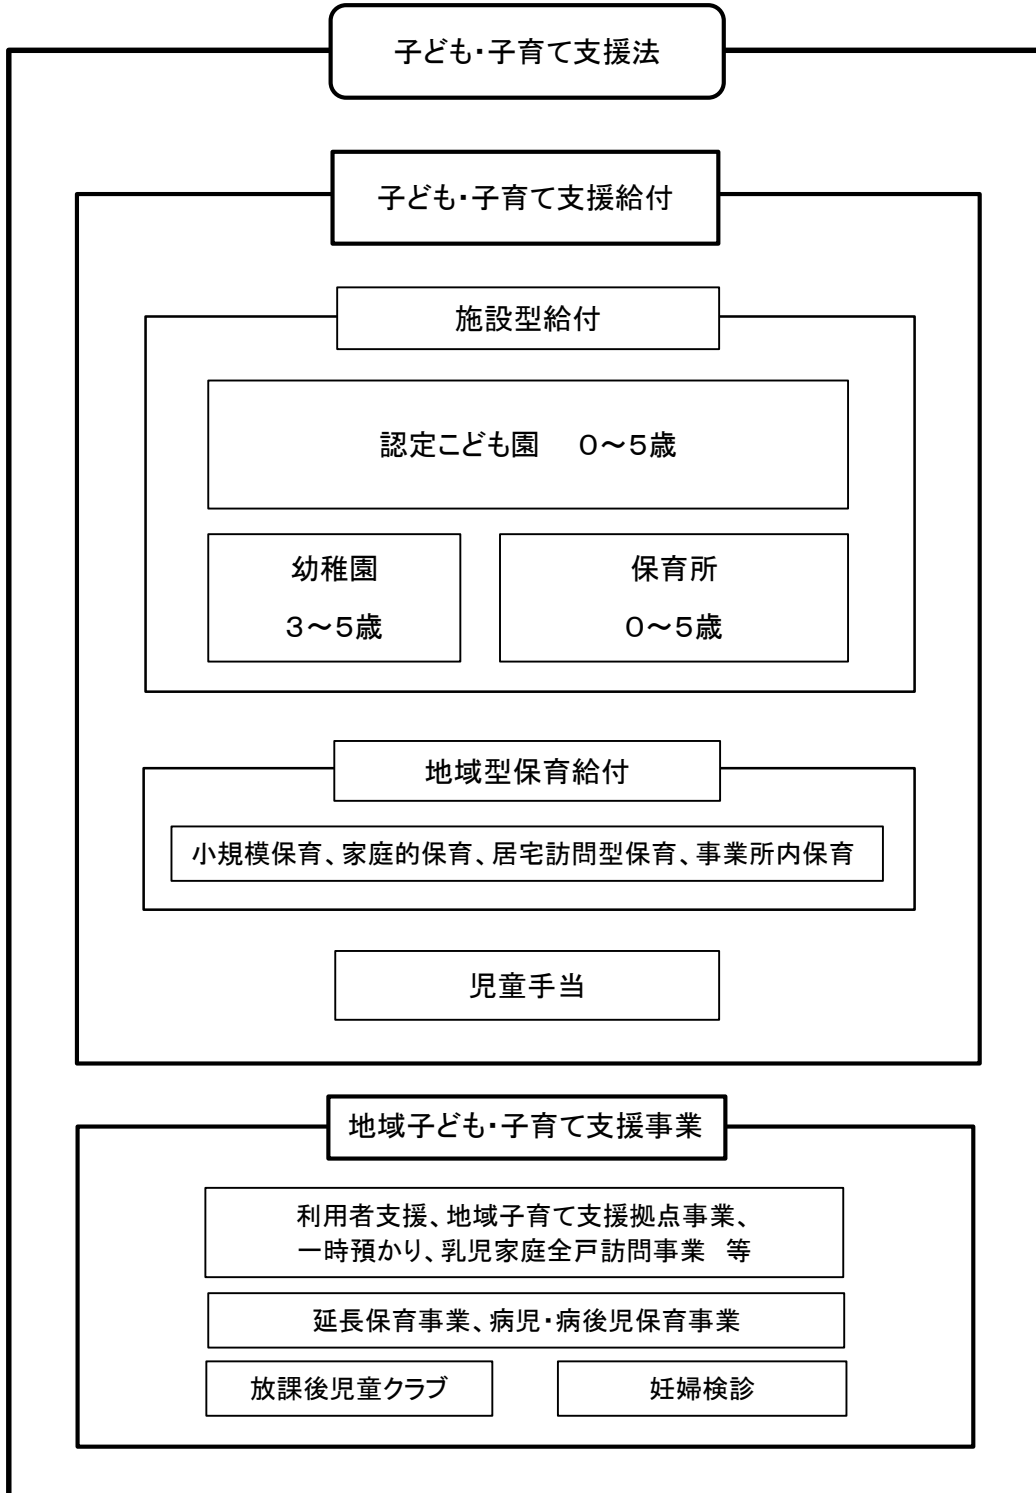 子ども・子育て支援法
子ども・子育て支援給付
施設型給付
認定こども園　０～５歳
幼稚園
３～５歳
保育所
０～５歳
地域型保育給付
小規模保育、家庭的保育、居宅訪問型保育、事業所内保育
児童手当
地域子ども・子育て支援事業
利用者支援、地域子育て支援拠点事業、
一時預かり、乳児家庭全戸訪問事業　等
延長保育事業、病児・病後児保育事業
放課後児童クラブ
妊婦検診